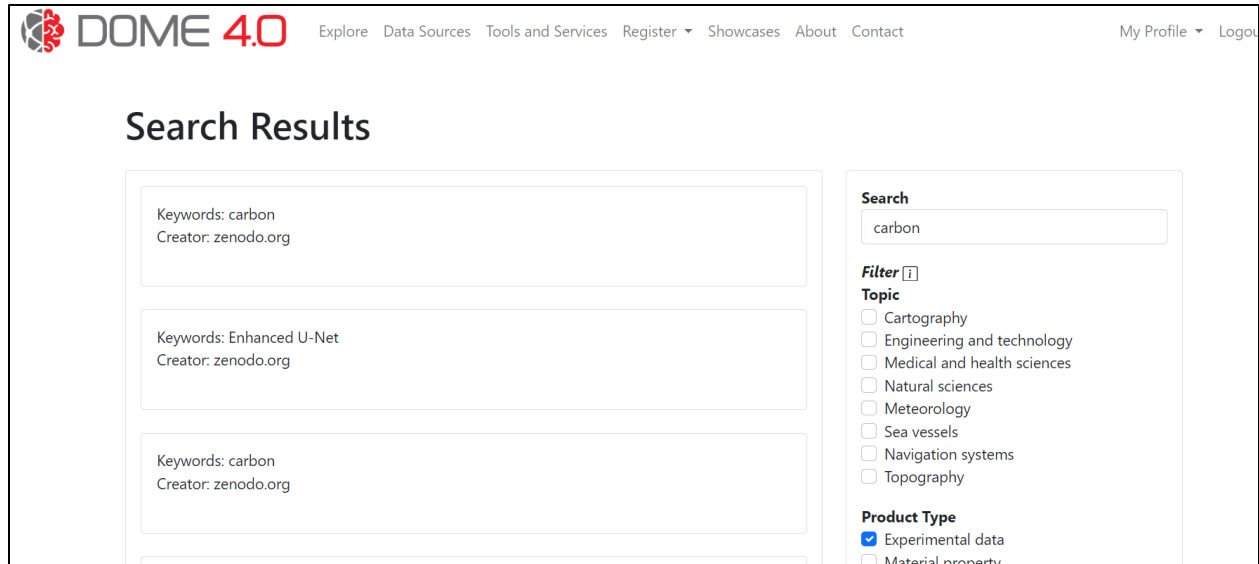 DOME 4.0 Explore Data Sources Tools and Services Register Showcases About Contact My Profile
Search Results
Keywords: carbon
Creator: zenodo.org
Keywords: Enhanced U-Net
Creator: zenodo.org
Keywords: carbon
Creator: zenodo.org
Search
carbon
Filter i
Topic
Cartography
Engineering and technology
Medical and health sciences
Natural sciences
Meteorology
Sea vessels
Navigation systems
Topography
Product Type
Experimental data
Material property